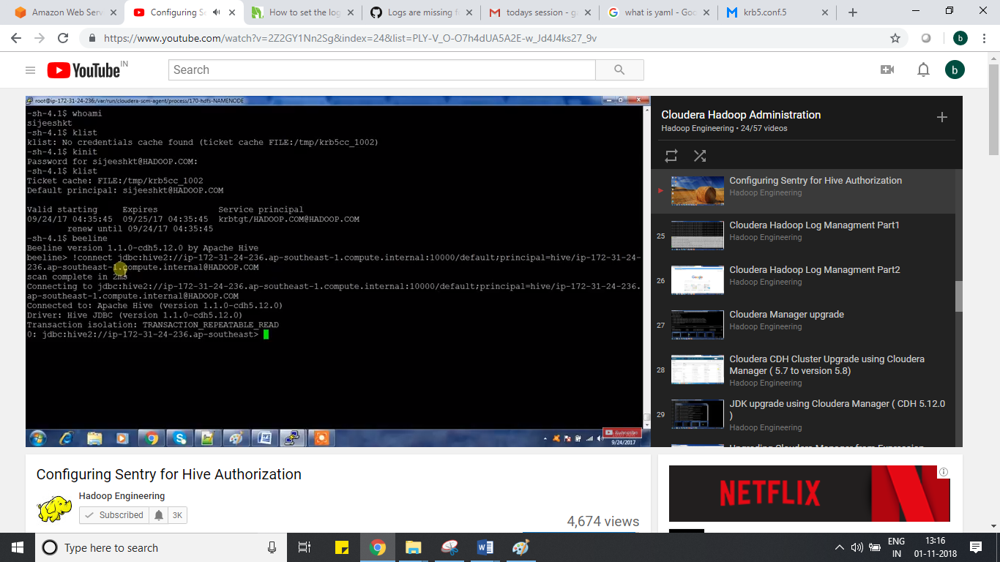 Amazon Web Serv
Configuring Se
How to set the log
Logs are missing f
todays session - g
what is yaml - Goo
krb5.conf.5
https://www.youtube.com/watch?v=2Z2GY1Nn2Sg&index=24&list=PLY-V_O-O7h4dUA5A2E-w_Jd4J4ks27_9v
b
YouTube IN
Search
b
root@ip-172-31-24-236:/var/run/cloudera-scm-agent/process/170-hdfs-NAMENODE
-sh-4.1$ whoami
sijeeshkt
-sh-4.1$ klist
klist: No credentials cache found (ticket cache FILE:/tmp/krb5cc_1002)
-sh-4.1$ kinit
Password for sijeeshkt@HADOOP.COM:
-sh-4.1$ klist
Ticket cache: FILE:/tmp/krb5cc_1002
Default principal: sijeeshkt@HADOOP.COM
Valid starting     Expires            Service principal
09/24/17 04:35:45  09/25/17 04:35:45  krbtgt/HADOOP.COM@HADOOP.COM
        renew until 09/24/17 04:35:45
-sh-4.1$ beeline
Beeline version 1.1.0-cdh5.12.0 by Apache Hive
beeline> !connect jdbc:hive2://ip-172-31-24-236.ap-southeast-1.compute.internal:10000/default;principal=hive/ip-172-31-24-
236.ap-southeast-1.compute.internal@HADOOP.COM
scan complete in 2ms
Connecting to jdbc:hive2://ip-172-31-24-236.ap-southeast-1.compute.internal:10000/default;principal=hive/ip-172-31-24-236.
ap-southeast-1.compute.internal@HADOOP.COM
Connected to: Apache Hive (version 1.1.0-cdh5.12.0)
Driver: Hive JDBC (version 1.1.0-cdh5.12.0)
Transaction isolation: TRANSACTION_REPEATABLE_READ
0: jdbc:hive2://ip-172-31-24-236.ap-southeast>
9/24/2017
Cloudera Hadoop Administration
Hadoop Engineering • 24/57 videos
Configuring Sentry for Hive Authorization
Hadoop Engineering
25
Cloudera Hadoop Log Managment Part1
Hadoop Engineering
26
Cloudera Hadoop Log Managment Part2
Hadoop Engineering
27
Cloudera Manager upgrade
Hadoop Engineering
28
Cloudera CDH Cluster Upgrade using Cloudera
Manager ( 5.7 to version 5.8)
Hadoop Engineering
29
JDK upgrade using Cloudera Manager ( CDH 5.12.0
)
Hadoop Engineering
Upgrading Cloudera Manager from Expression
Configuring Sentry for Hive Authorization
Hadoop Engineering
Subscribed
3K
4,674 views
NETFLIX
Type here to search
ENG
IN
13:16
01-11-2018